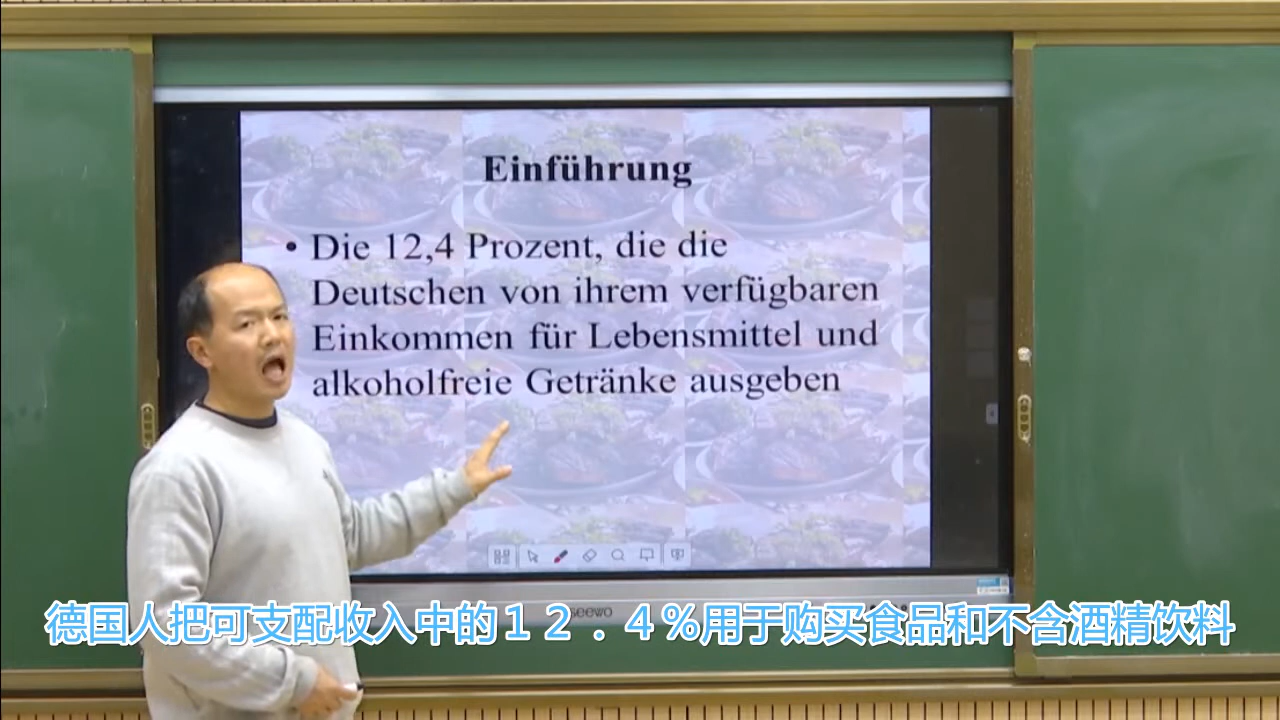 Einführung
• Die 12,4 Prozent, die die
Deutschen von ihrem verfügbaren
Einkommen für Lebensmittel und
alkoholfreie Getränke ausgeben
seewo
德国人把可支配收入中的１２．４％用于购买食品和不含酒精饮料